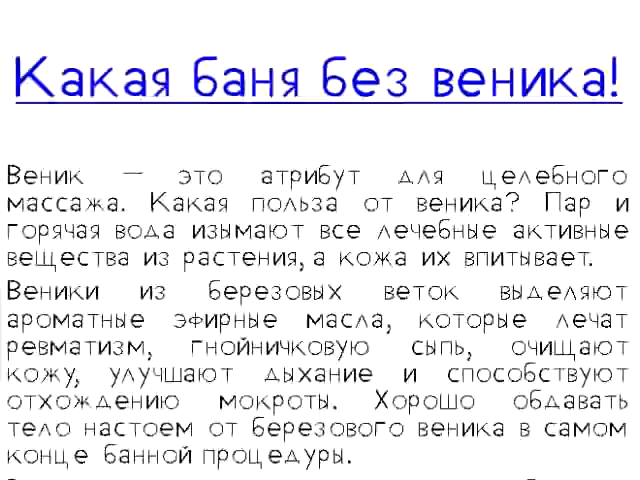 Какая баня без веника!
Веник — это атрибут для целебного
массажа. Какая польза от веника? Пар и
горячая вода изымают все лечебные активные
вещества из растения, а кожа их впитывает.
Веники из березовых веток выделяют
ароматные эфирные масла, которые лечат
ревматизм, гнойничковую сыпь, очищают
кожу, улучшают дыхание и способствуют
отхождению мокроты. Хорошо обдавать
тело настоем от березового веника в самом
конце банной процедуры.